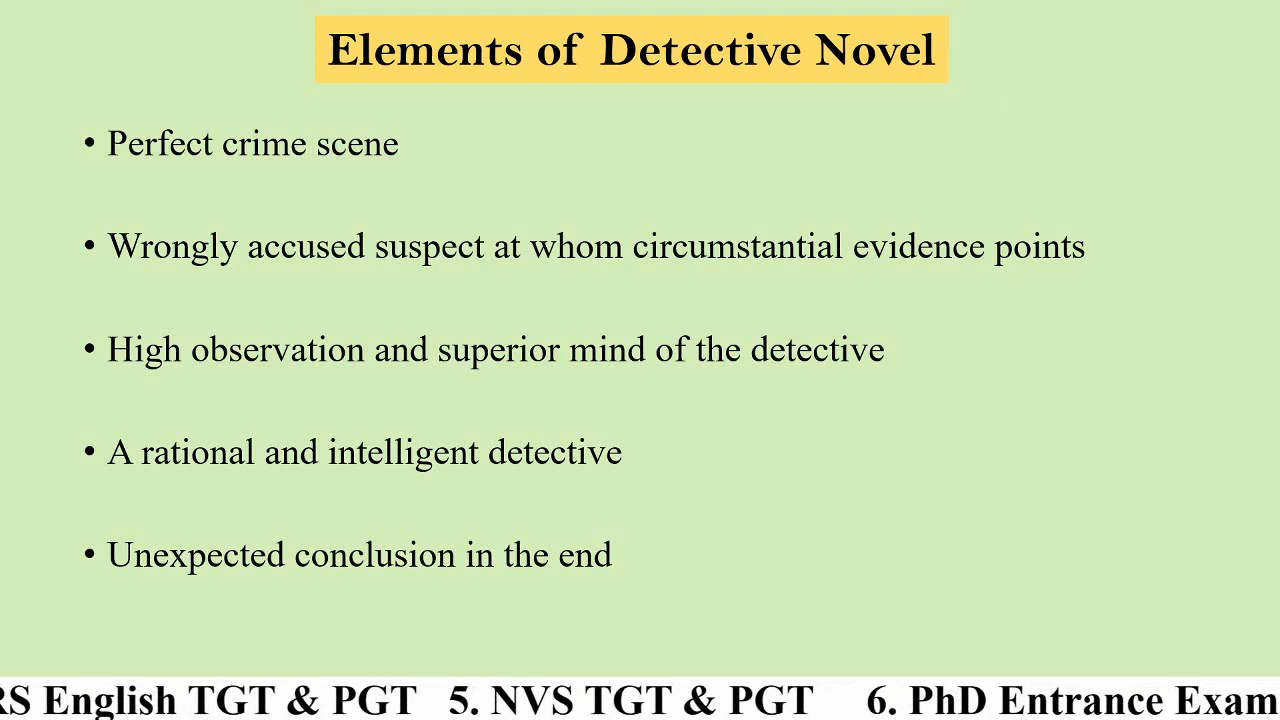 Elements of Detective Novel
• Perfect crime scene
• Wrongly accused suspect at whom circumstantial evidence points
• High observation and superior mind of the detective
• A rational and intelligent detective
• Unexpected conclusion in the end
RS English TGT & PGT 5. NVS TGT & PGT 6. PhD Entrance Exam